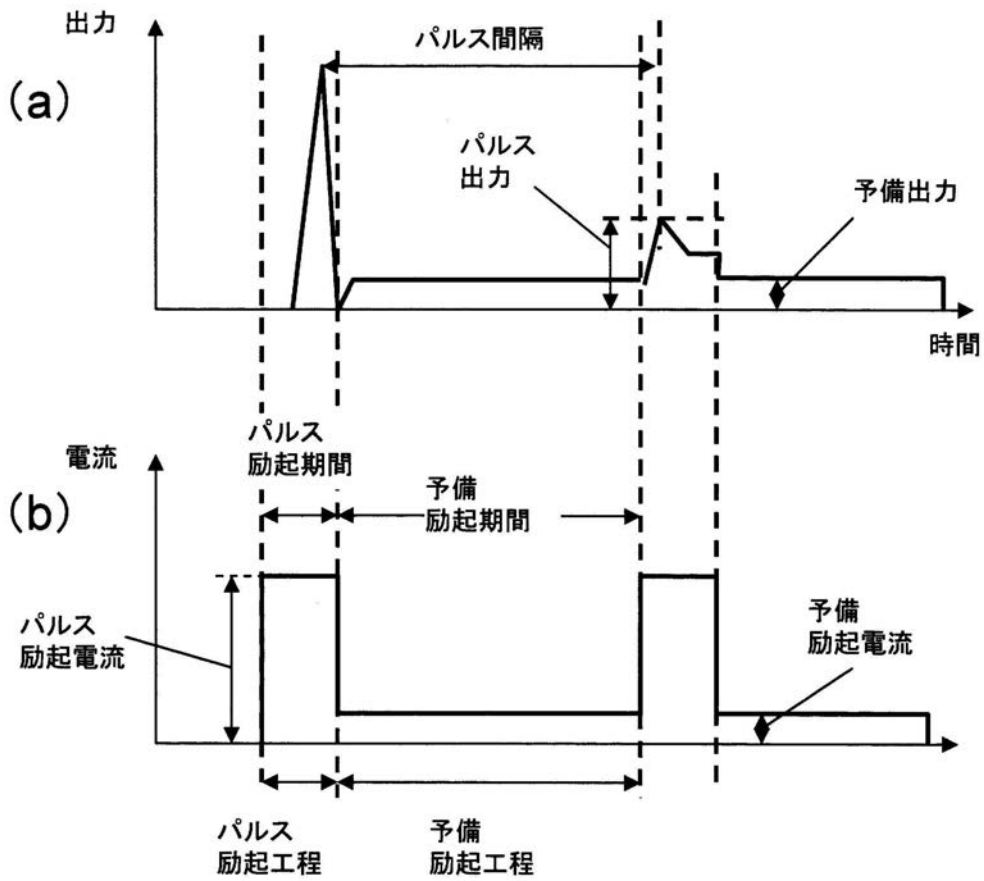 出力
(a)
パルス間隔
パルス
出力
予備出力
時間
電流
(b)
パルス
励起期間
予備
励起期間
パルス
励起電流
予備
励起電流
パルス
励起工程
予備
励起工程